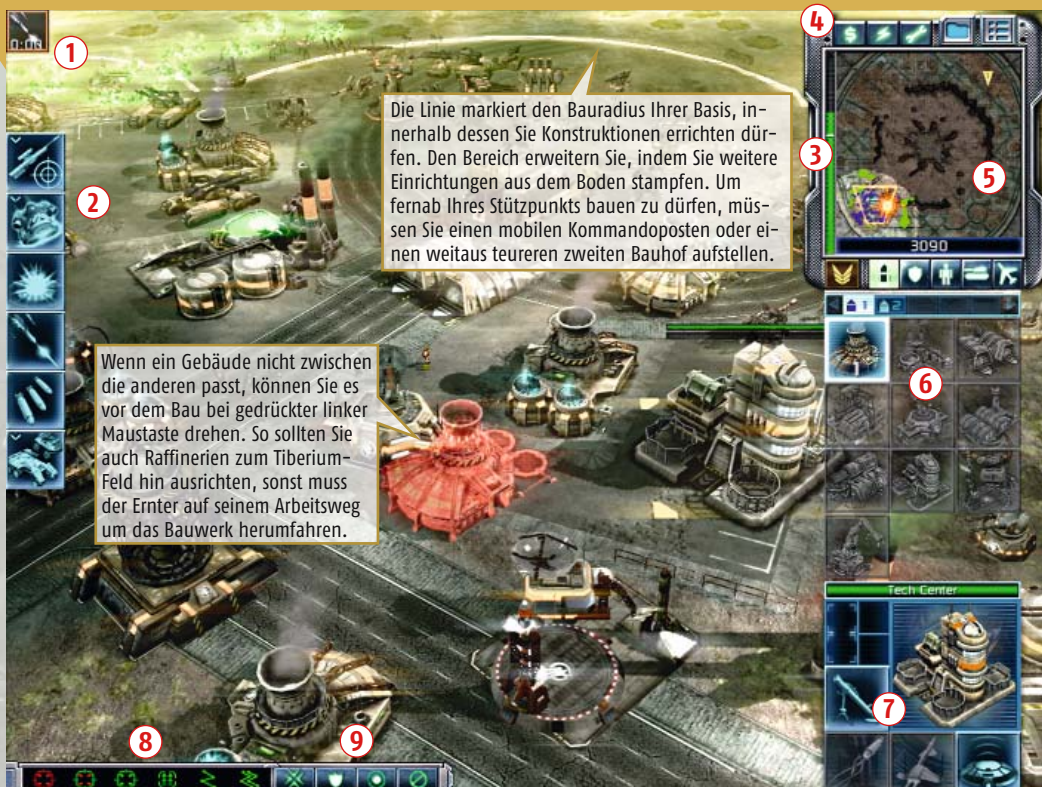 0:00
1
4
Die Linie markiert den Bauradius Ihrer Basis, in-
nerhalb dessen Sie Konstruktionen errichten dür-
fen. Den Bereich erweitern Sie, indem Sie weitere
Einrichtungen aus dem Boden stampfen. Um
fernab Ihres Stützpunkts bauen zu dürfen, müs-
sen Sie einen mobilen Kommandoposten oder ei-
nen weitaus teureren zweiten Bauhof aufstellen.
3
5
2
3090
1 2
6
Wenn ein Gebäude nicht zwischen
die anderen passt, können Sie es
vor dem Bau bei gedrückter linker
Maustaste drehen. So sollten Sie
auch Raffinerien zum Tiberium-
Feld hin ausrichten, sonst muss
der Ernter auf seinem Arbeitsweg
um das Bauwerk herumfahren.
Tech Center
7
8
9